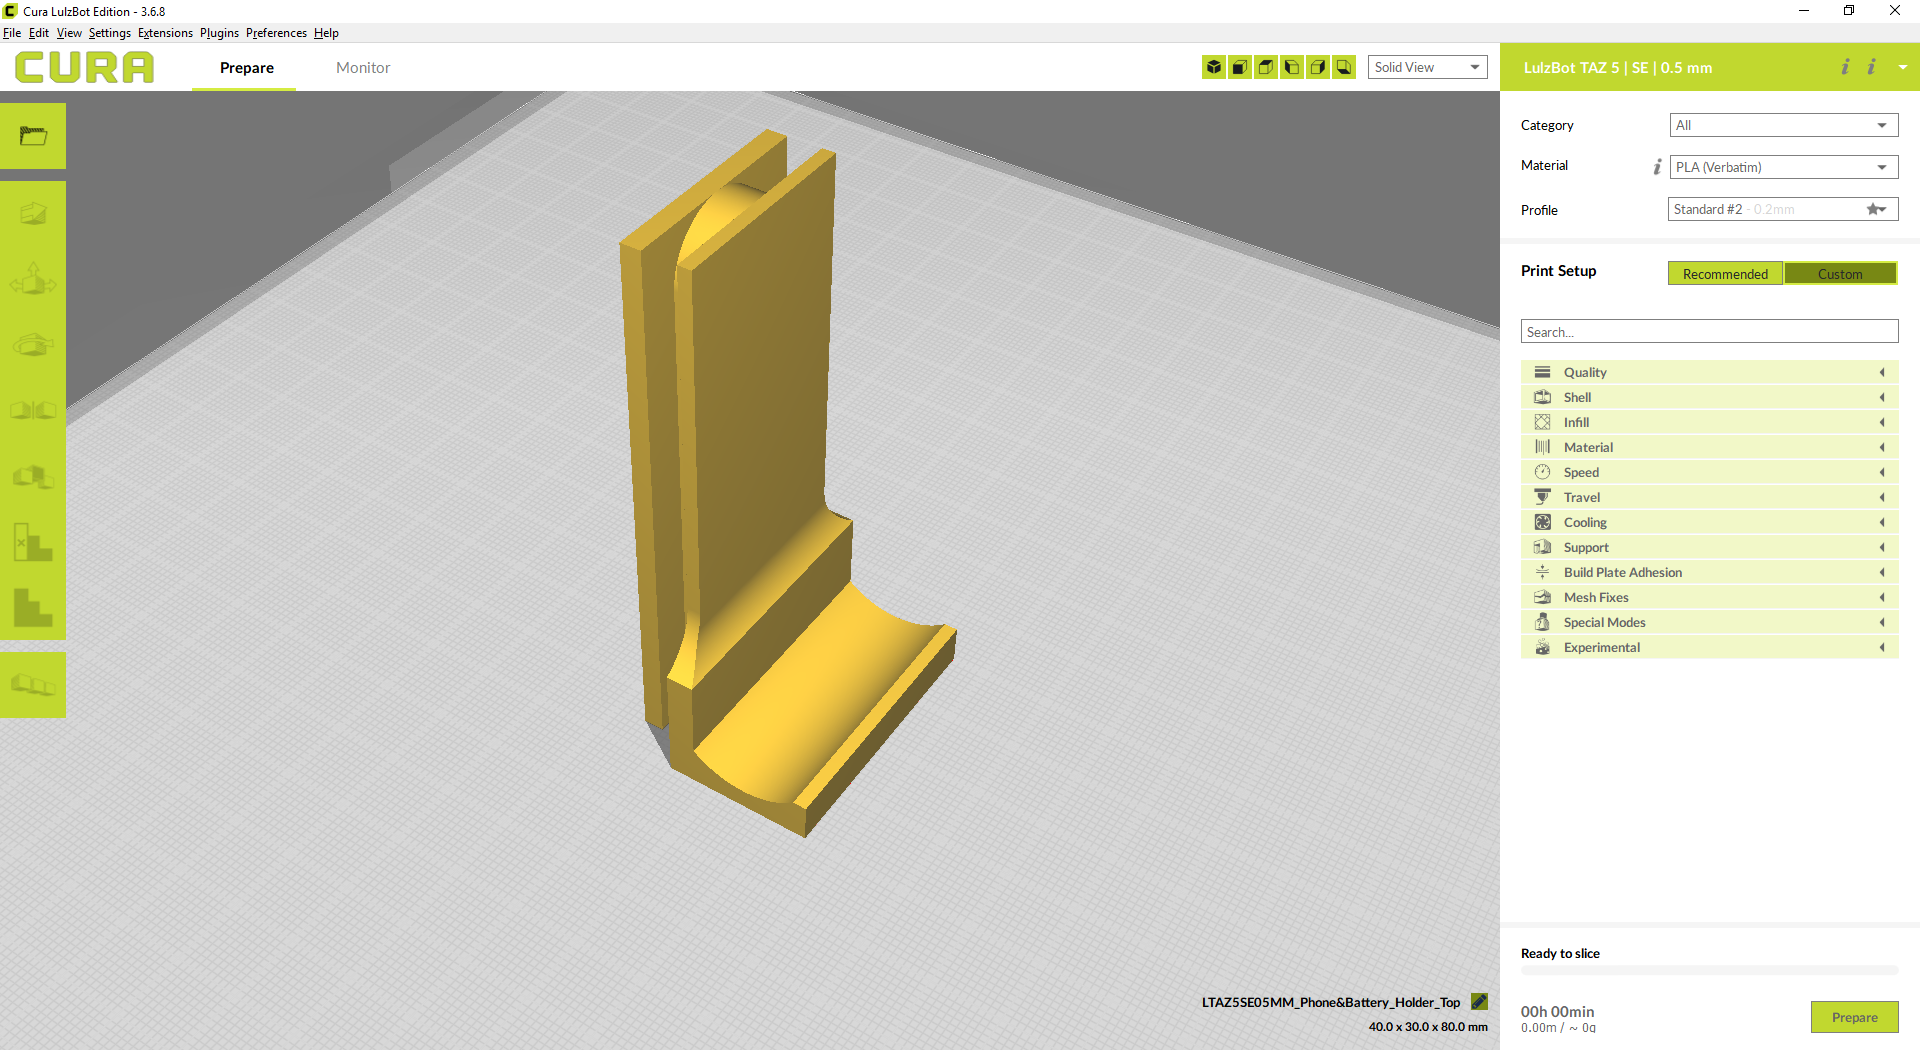 Cura LulzBot Edition - 3.6.8
File Edit View Settings Extensions Plugins Preferences Help
CURA Prepare Monitor Solid View LulzBot TAZ 5 | SE | 0.5 mm
Category All
Material PLA (Verbatim)
Profile Standard #2 - 0.2mm
Print Setup Recommended Custom
Search...
Quality
Shell
Infill
Material
Speed
Travel
Cooling
Support
Build Plate Adhesion
Mesh Fixes
Special Modes
Experimental
Ready to slice
LTAZ5SE05MM_Phone&Battery_Holder_Top
40.0 x 30.0 x 80.0 mm
00h 00min
0.00m / ~ 0g
Prepare